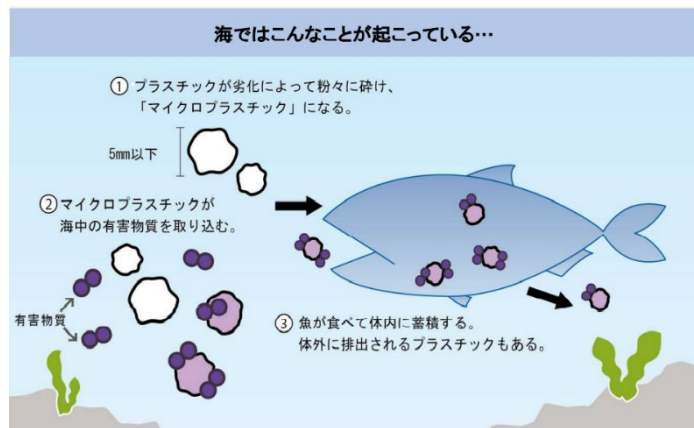 海ではこんなことが起こっている…
① プラスチックが劣化によって粉々に砕け、
「マイクロプラスチック」になる。
5mm以下
② マイクロプラスチックが
海中の有害物質を取り込む。
有害物質
③ 魚が食べて体内に蓄積する。
体外に排出されるプラスチックもある。